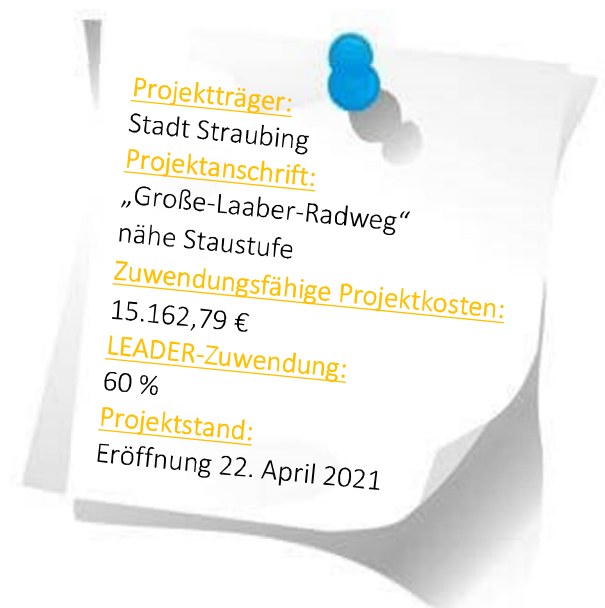 Projektträger:
Stadt Straubing
Projektanschrift:
„Große-Laaber-Radweg“
nähe Staustufe
Zuwendungsfähige Projektkosten:
15.162,79 €
LEADER-Zuwendung:
60 %
Projektstand:
Eröffnung 22. April 2021